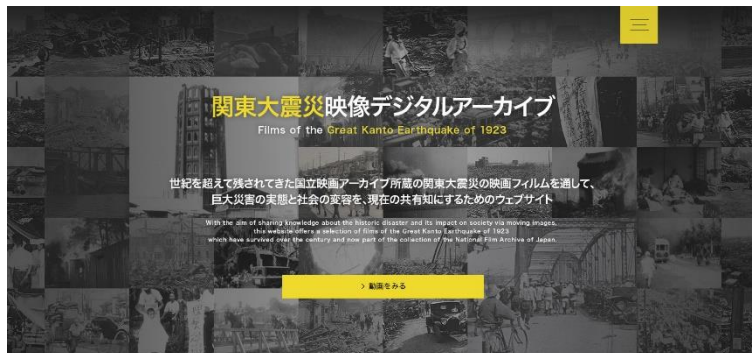 関東大震災映像デジタルアーカイブ
Films of the Great Kanto Earthquake of 1923
世紀を超えて残されてきた国立映画アーカイブ所蔵の関東大震災の映画フィルムを通して、
巨大災害の実態と社会の変容を、現在の共有知にするためのウェブサイト
With the aim of sharing knowledge about the historic disaster and its impact on society via moving images,
this website offers a selection of films of the Great Kanto Earthquake of 1923
which have survived over the century and now part of the collection of the National Film Archive of Japan.
> 動画をみる